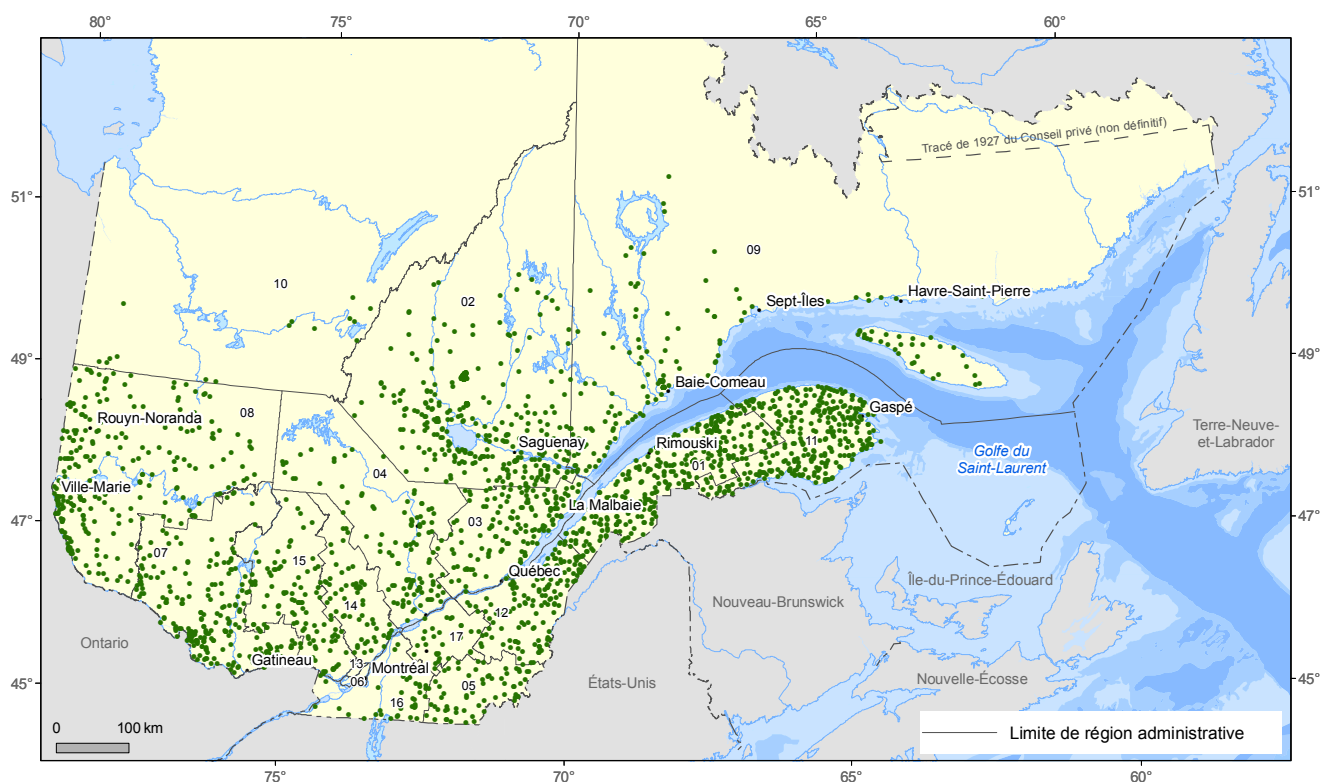 80° 75° 70° 65° 60°
Tracé de 1927 du Conseil privé (non définitif)
51° 51°
09
10
02
Sept-Îles
Havre-Saint-Pierre
49° 49°
Baie-Comeau
Gaspé
08
Rouyn-Noranda
Saguenay
Rimouski
11
Terre-Neuve-
et-Labrador
Golfe du
Saint-Laurent
01
04
Ville-Marie
La Malbaie
47° 47°
03
07
15
Québec
Île-du-Prince-Édouard
14
12
Nouveau-Brunswick
17
Ontario
Gatineau
13
Montréal
06
05
États-Unis
Nouvelle-Écosse
45° 45°
16
0 100 km
Limite de région administrative
75° 70° 65° 60°